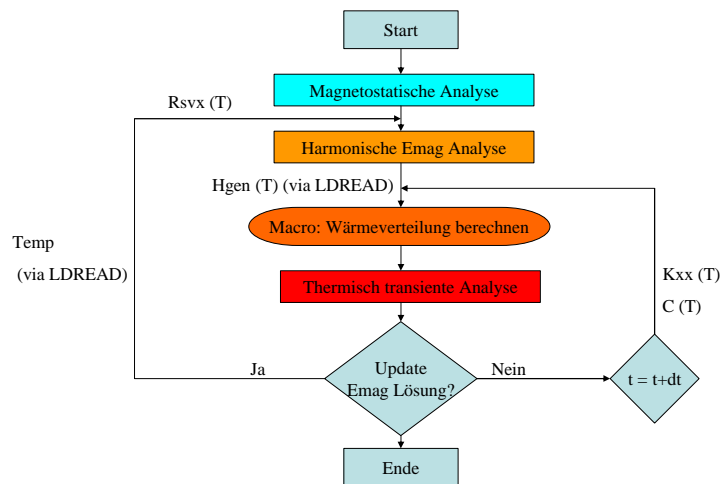 Start
Magnetostatische Analyse
Rsvx (T)
Harmonische Emag Analyse
Hgen (T) (via LDREAD)
Macro: Wärmeverteilung berechnen
Temp
(via LDREAD)
Kxx (T)
C (T)
Thermisch transiente Analyse
Update
Emag Lösung?
Ja
Nein
t = t+dt
Ende